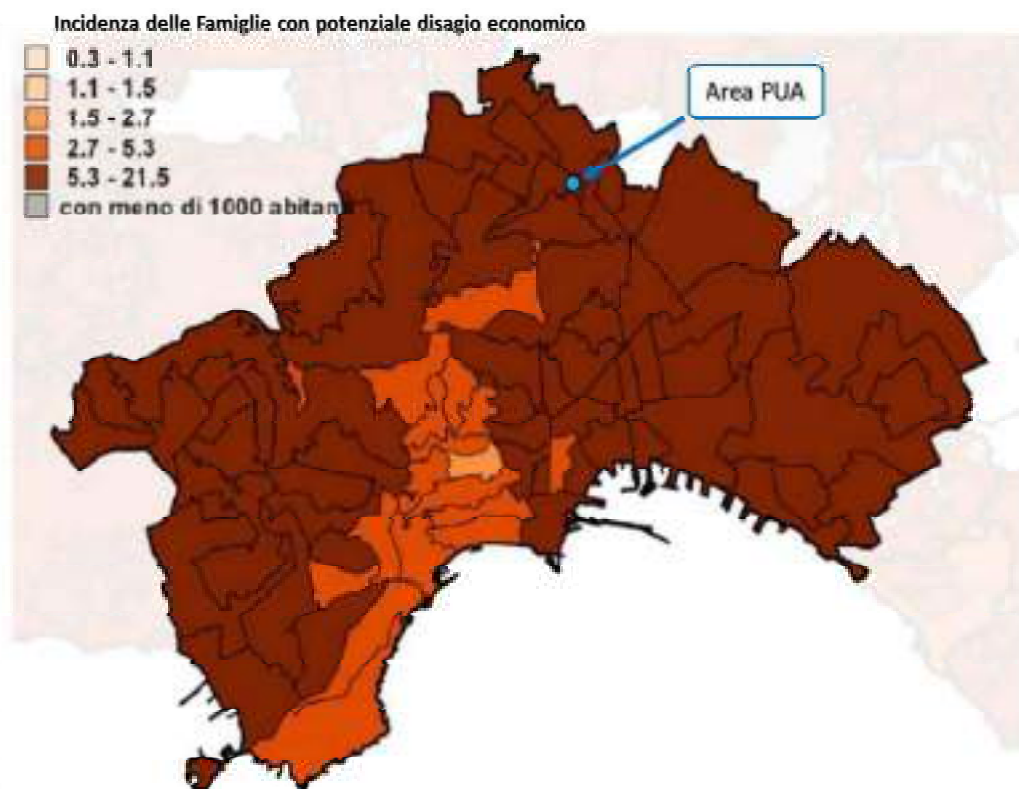 Incidenza delle Famiglie con potenziale disagio economico
0.3 - 1.1
1.1 - 1.5
1.5 - 2.7
2.7 - 5.3
5.3 - 21.5
con meno di 1000 abitan
Area PUA